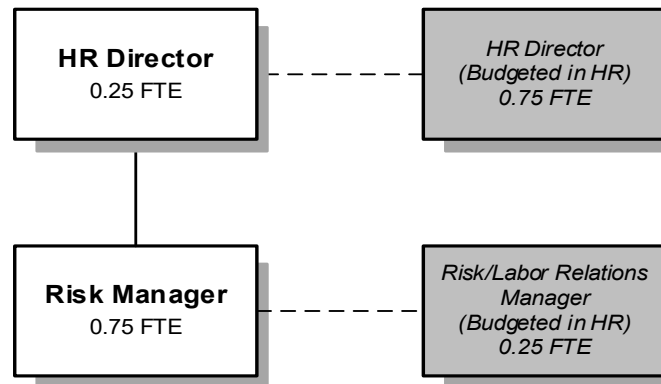 HR Director
0.25 FTE
HR Director
(Budgeted in HR)
0.75 FTE
Risk Manager
0.75 FTE
Risk/Labor Relations
Manager
(Budgeted in HR)
0.25 FTE